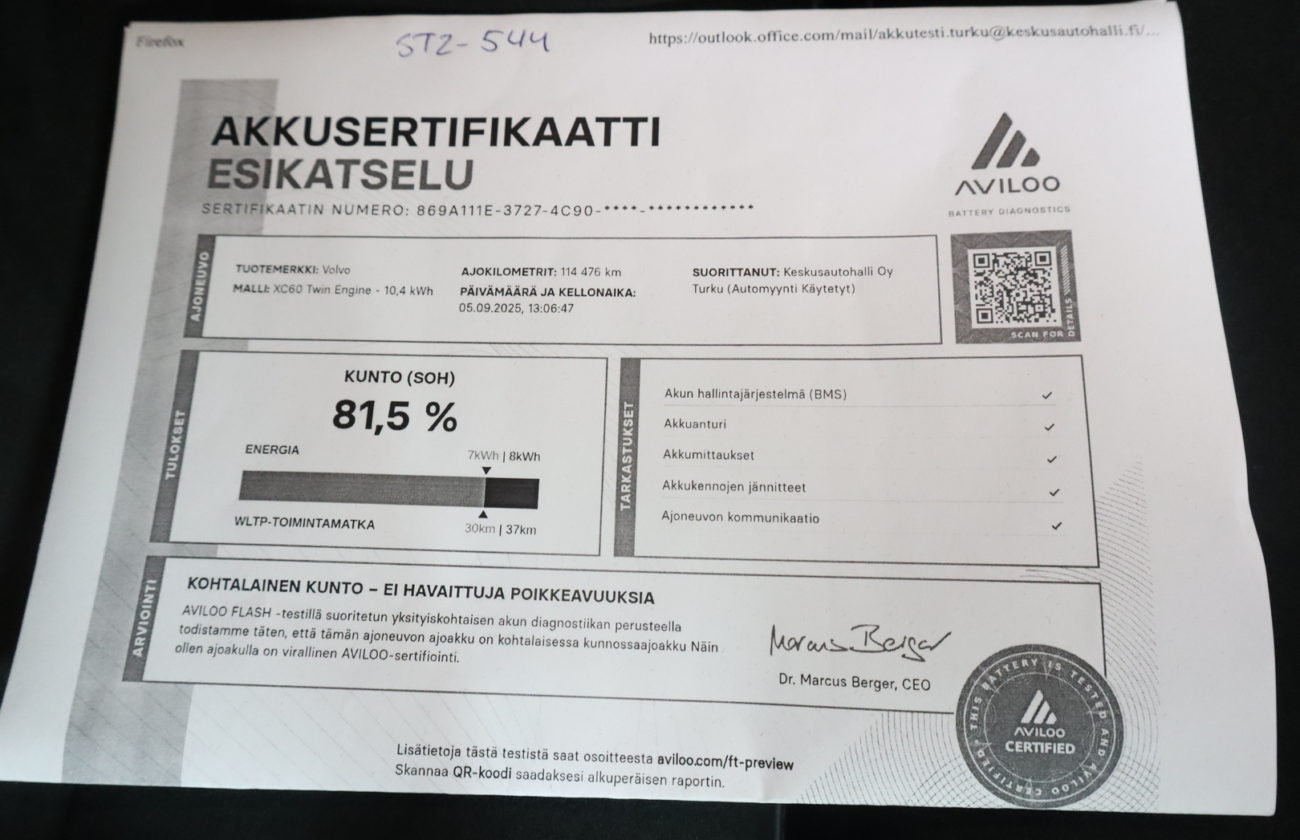 Firefox
STZ-544
https://outlook.office.com/mail/akkutesti.turku@keskusautohalli.fi/...
AKKUSERTIFIKAATTI
ESIKATSELU
SERTIFIKAATIN NUMERO: 869A111E-3727-4C90-****-************
AVILOO
BATTERY DIAGNOSTICS
AJONEUVO
TUOTEMERKKI: Volvo
MALLI: XC60 Twin Engine - 10,4 kWh
AJOKILOMETRIT: 114 476 km
PÄIVÄMÄÄRÄ JA KELLONAIKA:
05.09.2025, 13:06:47
SUORITTANUT: Keskusautohalli Oy
Turku (Automyynti Käytetyt)
SCAN FOR DETAILS
TULOKSET
KUNTO (SOH)
81,5 %
ENERGIA
7kWh | 8kWh
WLTP-TOIMINTAMATKA
30km | 37km
TARKASTUKSET
Akun hallintajärjestelmä (BMS)
Akkuanturi
Akkumittaukset
Akkukennojen jännitteet
Ajoneuvon kommunikaatio
ARVIOINTI
KOHTALAINEN KUNTO – EI HAVAITTUJA POIKKEAVUUKSIA
AVILOO FLASH -testillä suoritetun yksityiskohtaisen akun diagnostiikan perusteella
todistamme täten, että tämän ajoneuvon ajoakku on kohtalaisessa kunnossaajoakku Näin
ollen ajoakulla on virallinen AVILOO-sertifiointi.
Marcus Berger
Dr. Marcus Berger, CEO
THIS BATTERY IS TESTED AND AVILOO CERTIFIED
AVILOO
CERTIFIED
Lisätietoja tästä testistä saat osoitteesta aviloo.com/ft-preview
Skannaa QR-koodi saadaksesi alkuperäisen raportin.